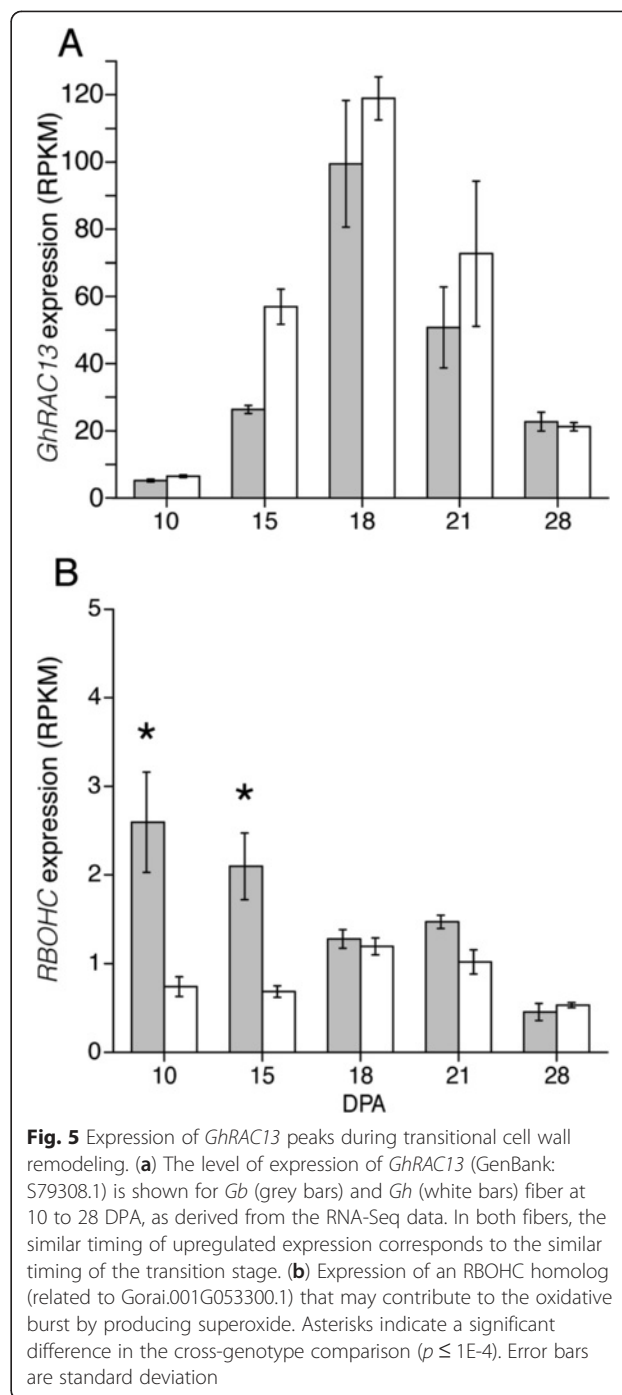 A
GhRAC13 expression (RPKM)
120
100
80
60
40
20
0
10 15 18 21 28
B
RBOHC expression (RPKM)
5
4
3
2
1
0
* *
10 15 18 21 28
DPA
Fig. 5 Expression of GhRAC13 peaks during transitional cell wall
remodeling. (a) The level of expression of GhRAC13 (GenBank:
S79308.1) is shown for Gb (grey bars) and Gh (white bars) fiber at
10 to 28 DPA, as derived from the RNA-Seq data. In both fibers, the
similar timing of upregulated expression corresponds to the similar
timing of the transition stage. (b) Expression of an RBOHC homolog
(related to Gorai.001G053300.1) that may contribute to the oxidative
burst by producing superoxide. Asterisks indicate a significant
difference in the cross-genotype comparison (p ≤ 1E-4). Error bars
are standard deviation